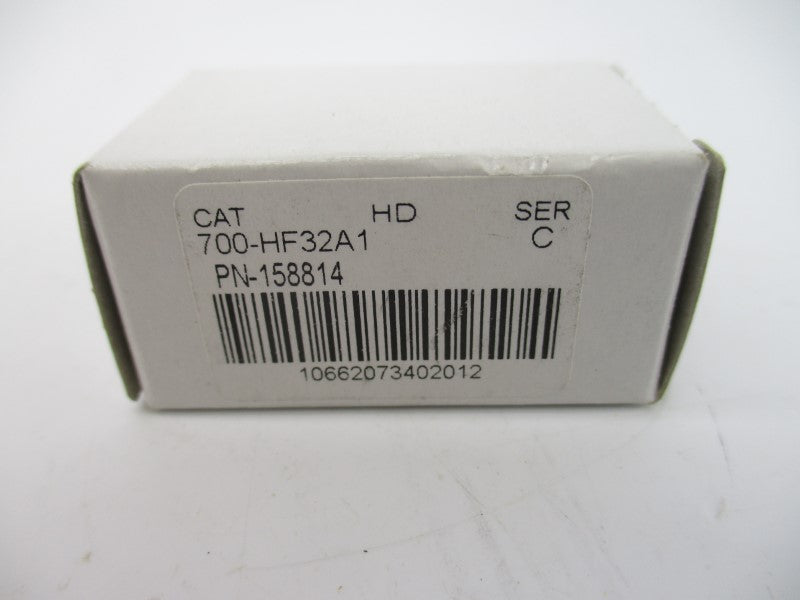 CAT HD SER
700-HF32A1 C
PN-158814
10662073402012